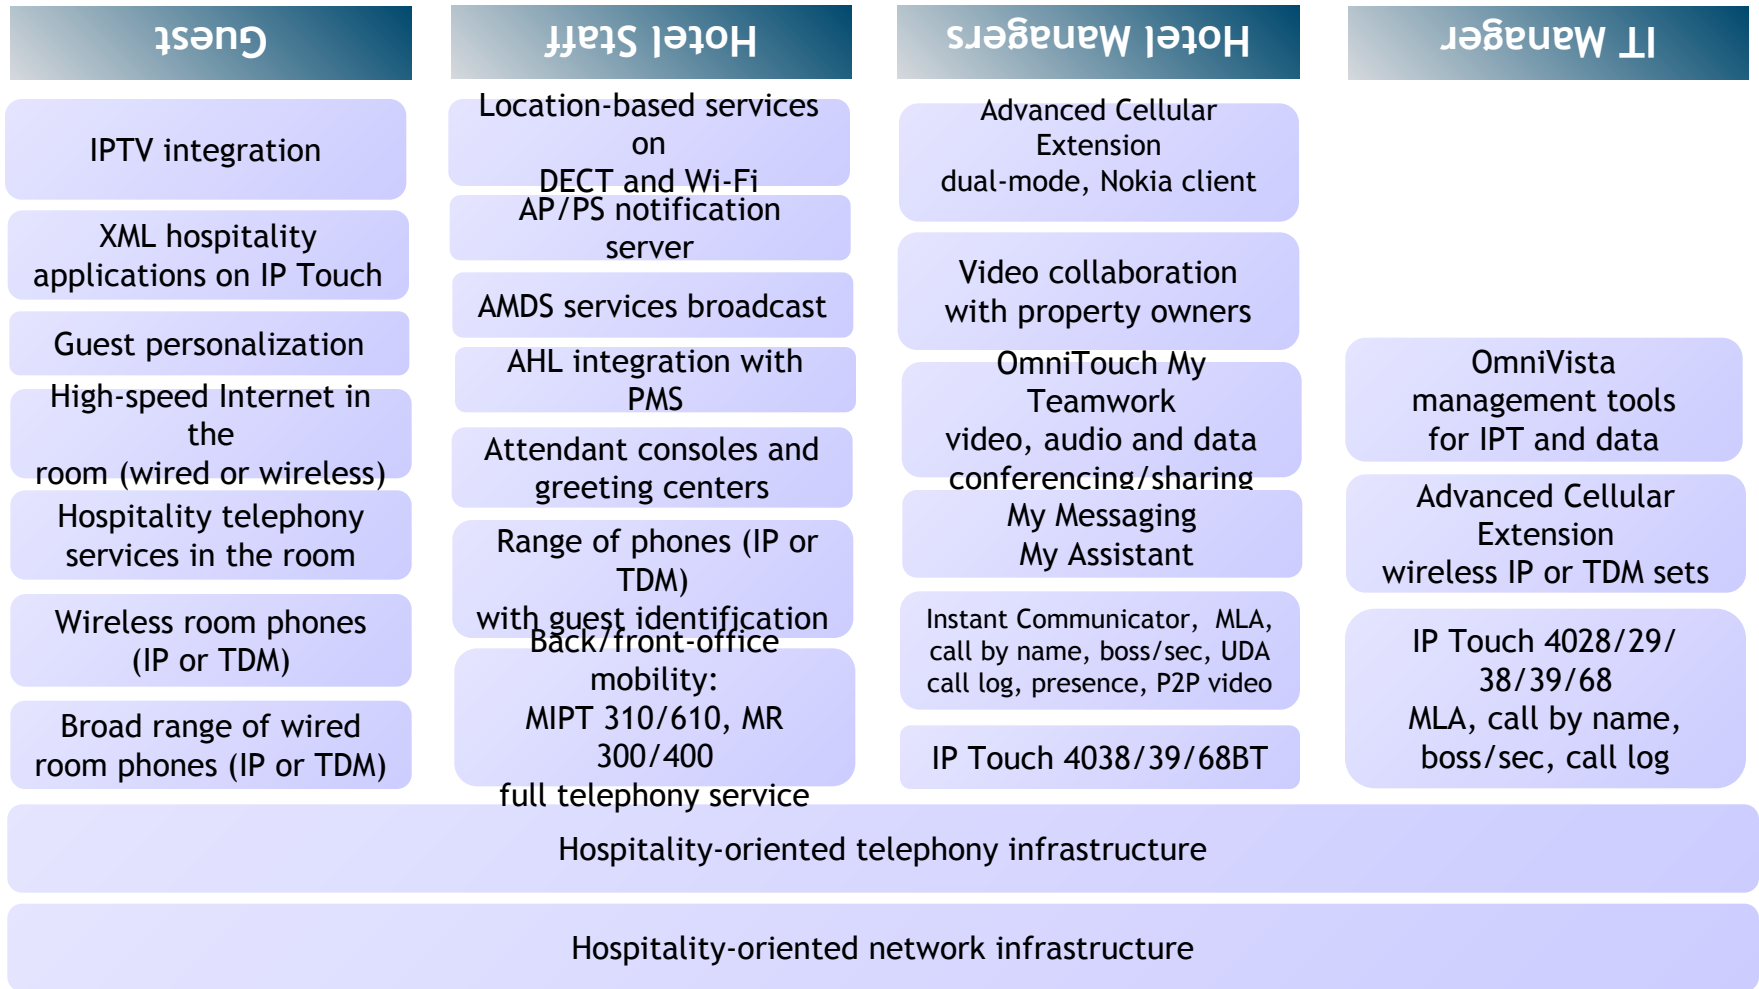 Guest
IPTV integration
XML hospitality
applications on IP Touch
Guest personalization
High-speed Internet in
the
room (wired or wireless)
Hospitality telephony
services in the room
Wireless room phones
(IP or TDM)
Broad range of wired
room phones (IP or TDM)
Hotel Staff
Location-based services
on
DECT and Wi-Fi
AP/PS notification
server
AMDS services broadcast
AHL integration with
PMS
Attendant consoles and
greeting centers
Range of phones (IP or
TDM)
with guest identification
Back/front-office
mobility:
MIPT 310/610, MR
300/400
full telephony service
Hotel Managers
Advanced Cellular
Extension
dual-mode, Nokia client
Video collaboration
with property owners
OmniTouch My
Teamwork
video, audio and data
conferencing/sharing
My Messaging
My Assistant
Instant Communicator, MLA,
call by name, boss/sec, UDA
call log, presence, P2P video
IP Touch 4038/39/68BT
IT Manager
OmniVista
management tools
for IPT and data
Advanced Cellular
Extension
wireless IP or TDM sets
IP Touch 4028/29/
38/39/68
MLA, call by name,
boss/sec, call log
Hospitality-oriented telephony infrastructure
Hospitality-oriented network infrastructure